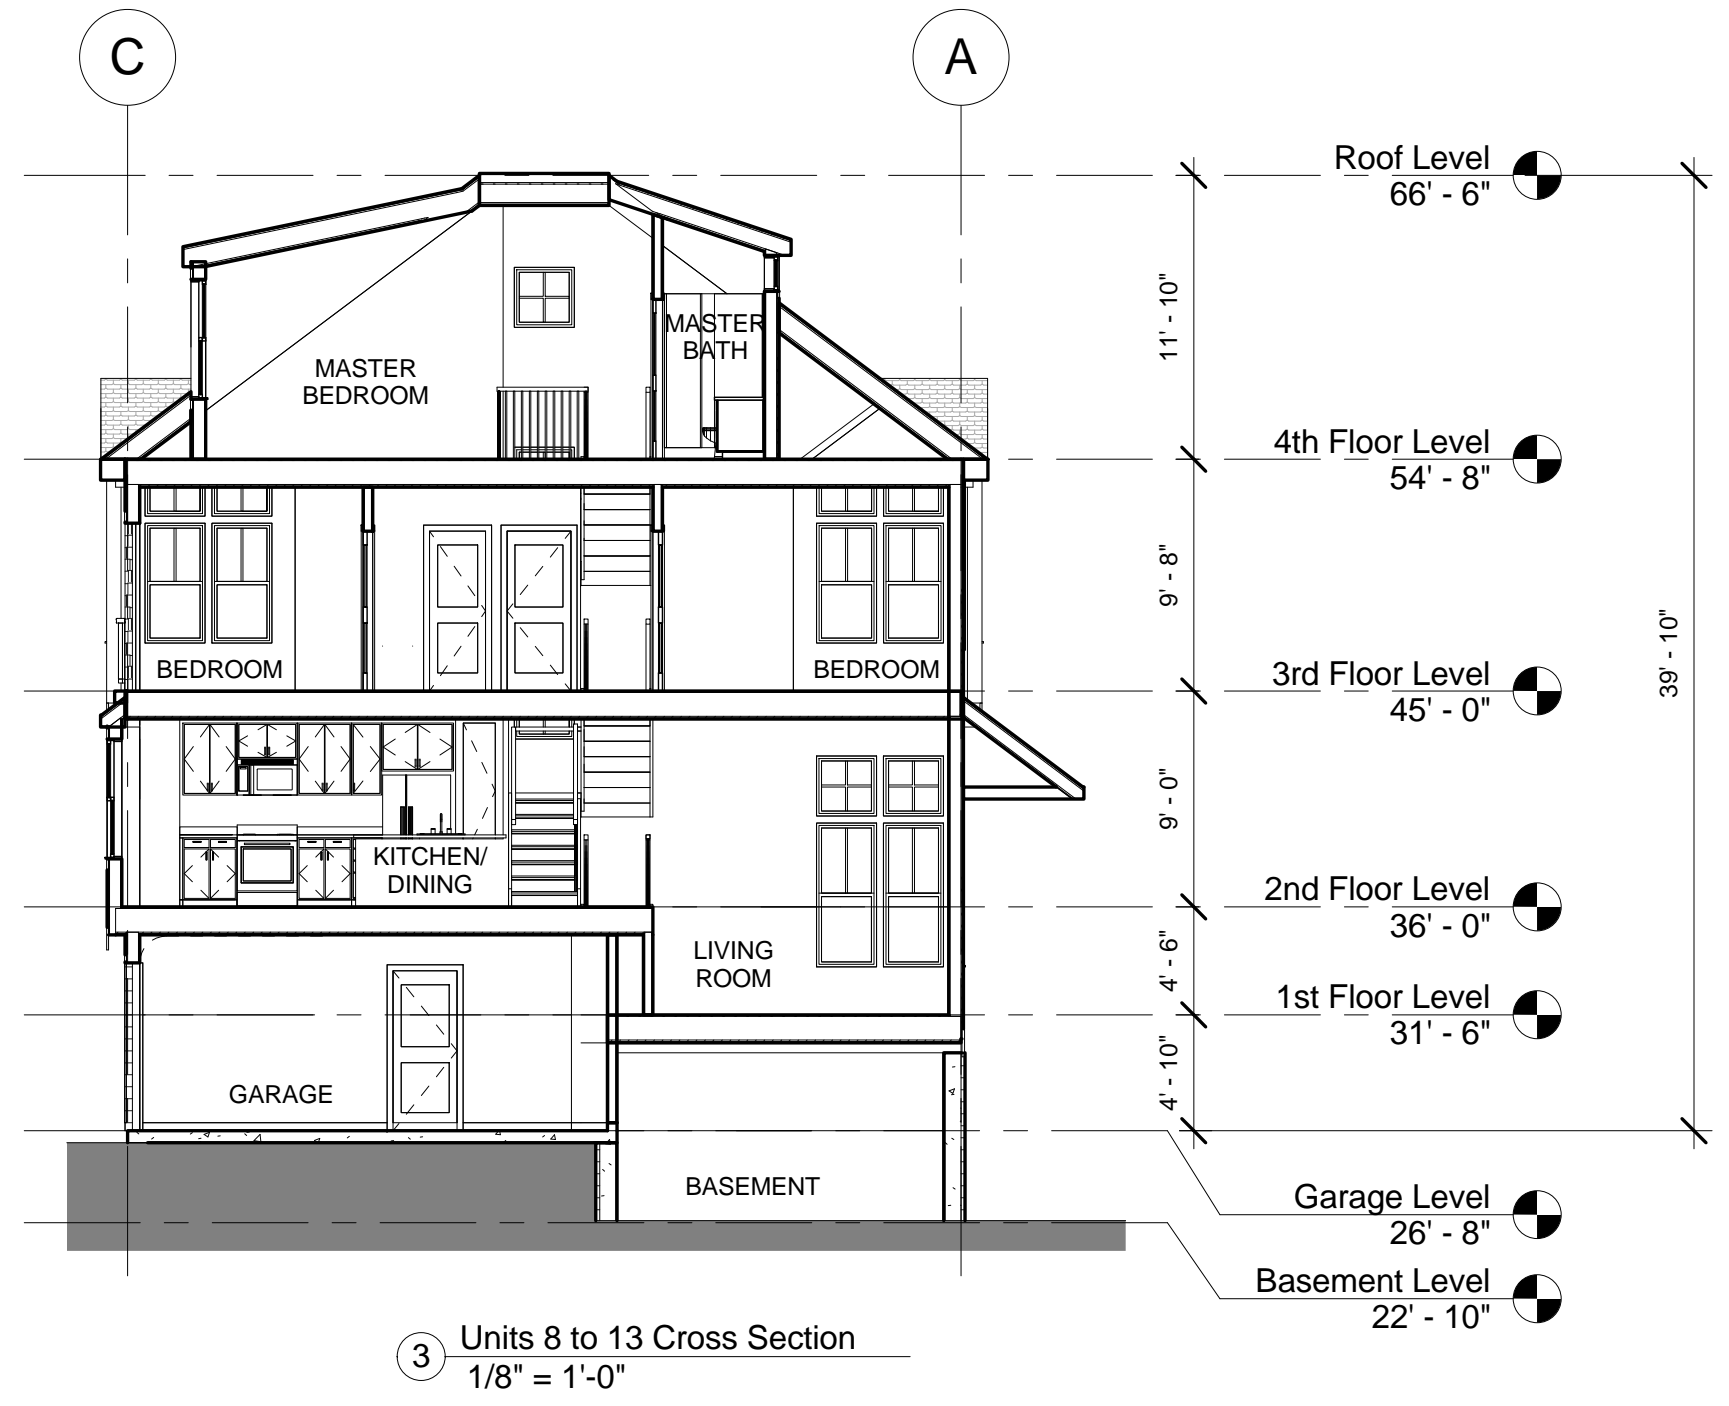 C
A
Roof Level
66' - 6"
11' - 10"
MASTER
BATH
MASTER
BEDROOM
4th Floor Level
54' - 8"
9' - 8"
39' - 10"
BEDROOM
BEDROOM
3rd Floor Level
45' - 0"
9' - 0"
KITCHEN/
DINING
2nd Floor Level
36' - 0"
4' - 6"
LIVING
ROOM
1st Floor Level
31' - 6"
4' - 10"
GARAGE
BASEMENT
Garage Level
26' - 8"
Basement Level
22' - 10"
3
Units 8 to 13 Cross Section
1/8" = 1'-0"